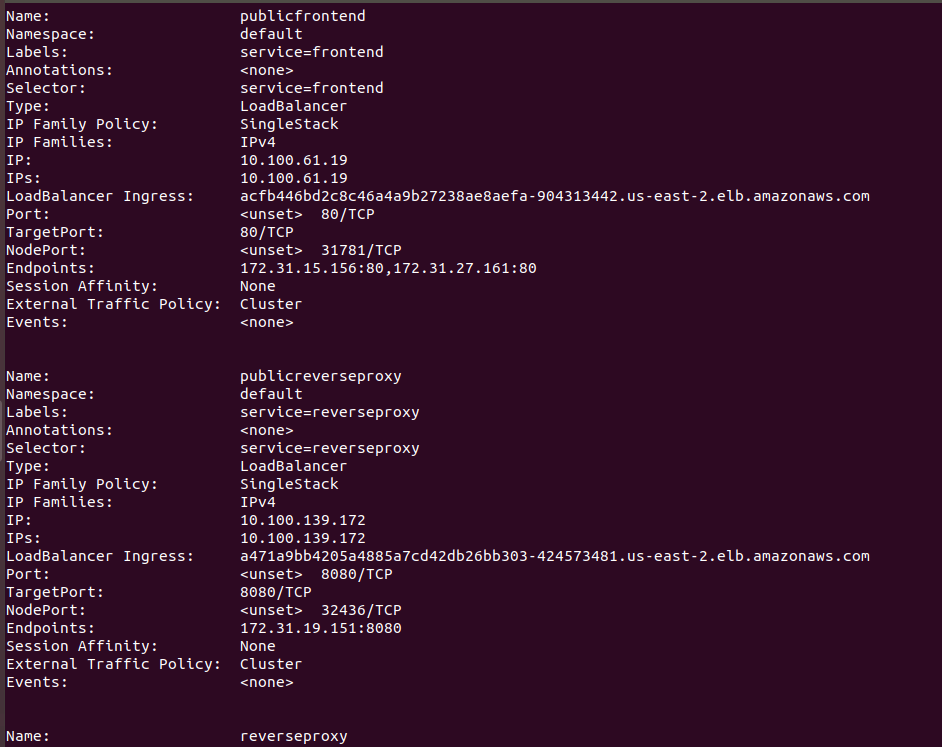 Name: publicfrontend
Namespace: default
Labels: service=frontend
Annotations: <none>
Selector: service=frontend
Type: LoadBalancer
IP Family Policy: SingleStack
IP Families: IPv4
IP: 10.100.61.19
IPs: 10.100.61.19
LoadBalancer Ingress: acfb446bd2c8c46a4a9b27238ae8aefa-904313442.us-east-2.elb.amazonaws.com
Port: <unset> 80/TCP
TargetPort: 80/TCP
NodePort: <unset> 31781/TCP
Endpoints: 172.31.15.156:80,172.31.27.161:80
Session Affinity: None
External Traffic Policy: Cluster
Events: <none>
Name: publicreverseproxy
Namespace: default
Labels: service=reverseproxy
Annotations: <none>
Selector: service=reverseproxy
Type: LoadBalancer
IP Family Policy: SingleStack
IP Families: IPv4
IP: 10.100.139.172
IPs: 10.100.139.172
LoadBalancer Ingress: a471a9bb4205a4885a7cd42db26bb303-424573481.us-east-2.elb.amazonaws.com
Port: <unset> 8080/TCP
TargetPort: 8080/TCP
NodePort: <unset> 32436/TCP
Endpoints: 172.31.19.151:8080
Session Affinity: None
External Traffic Policy: Cluster
Events: <none>
Name: reverseproxy